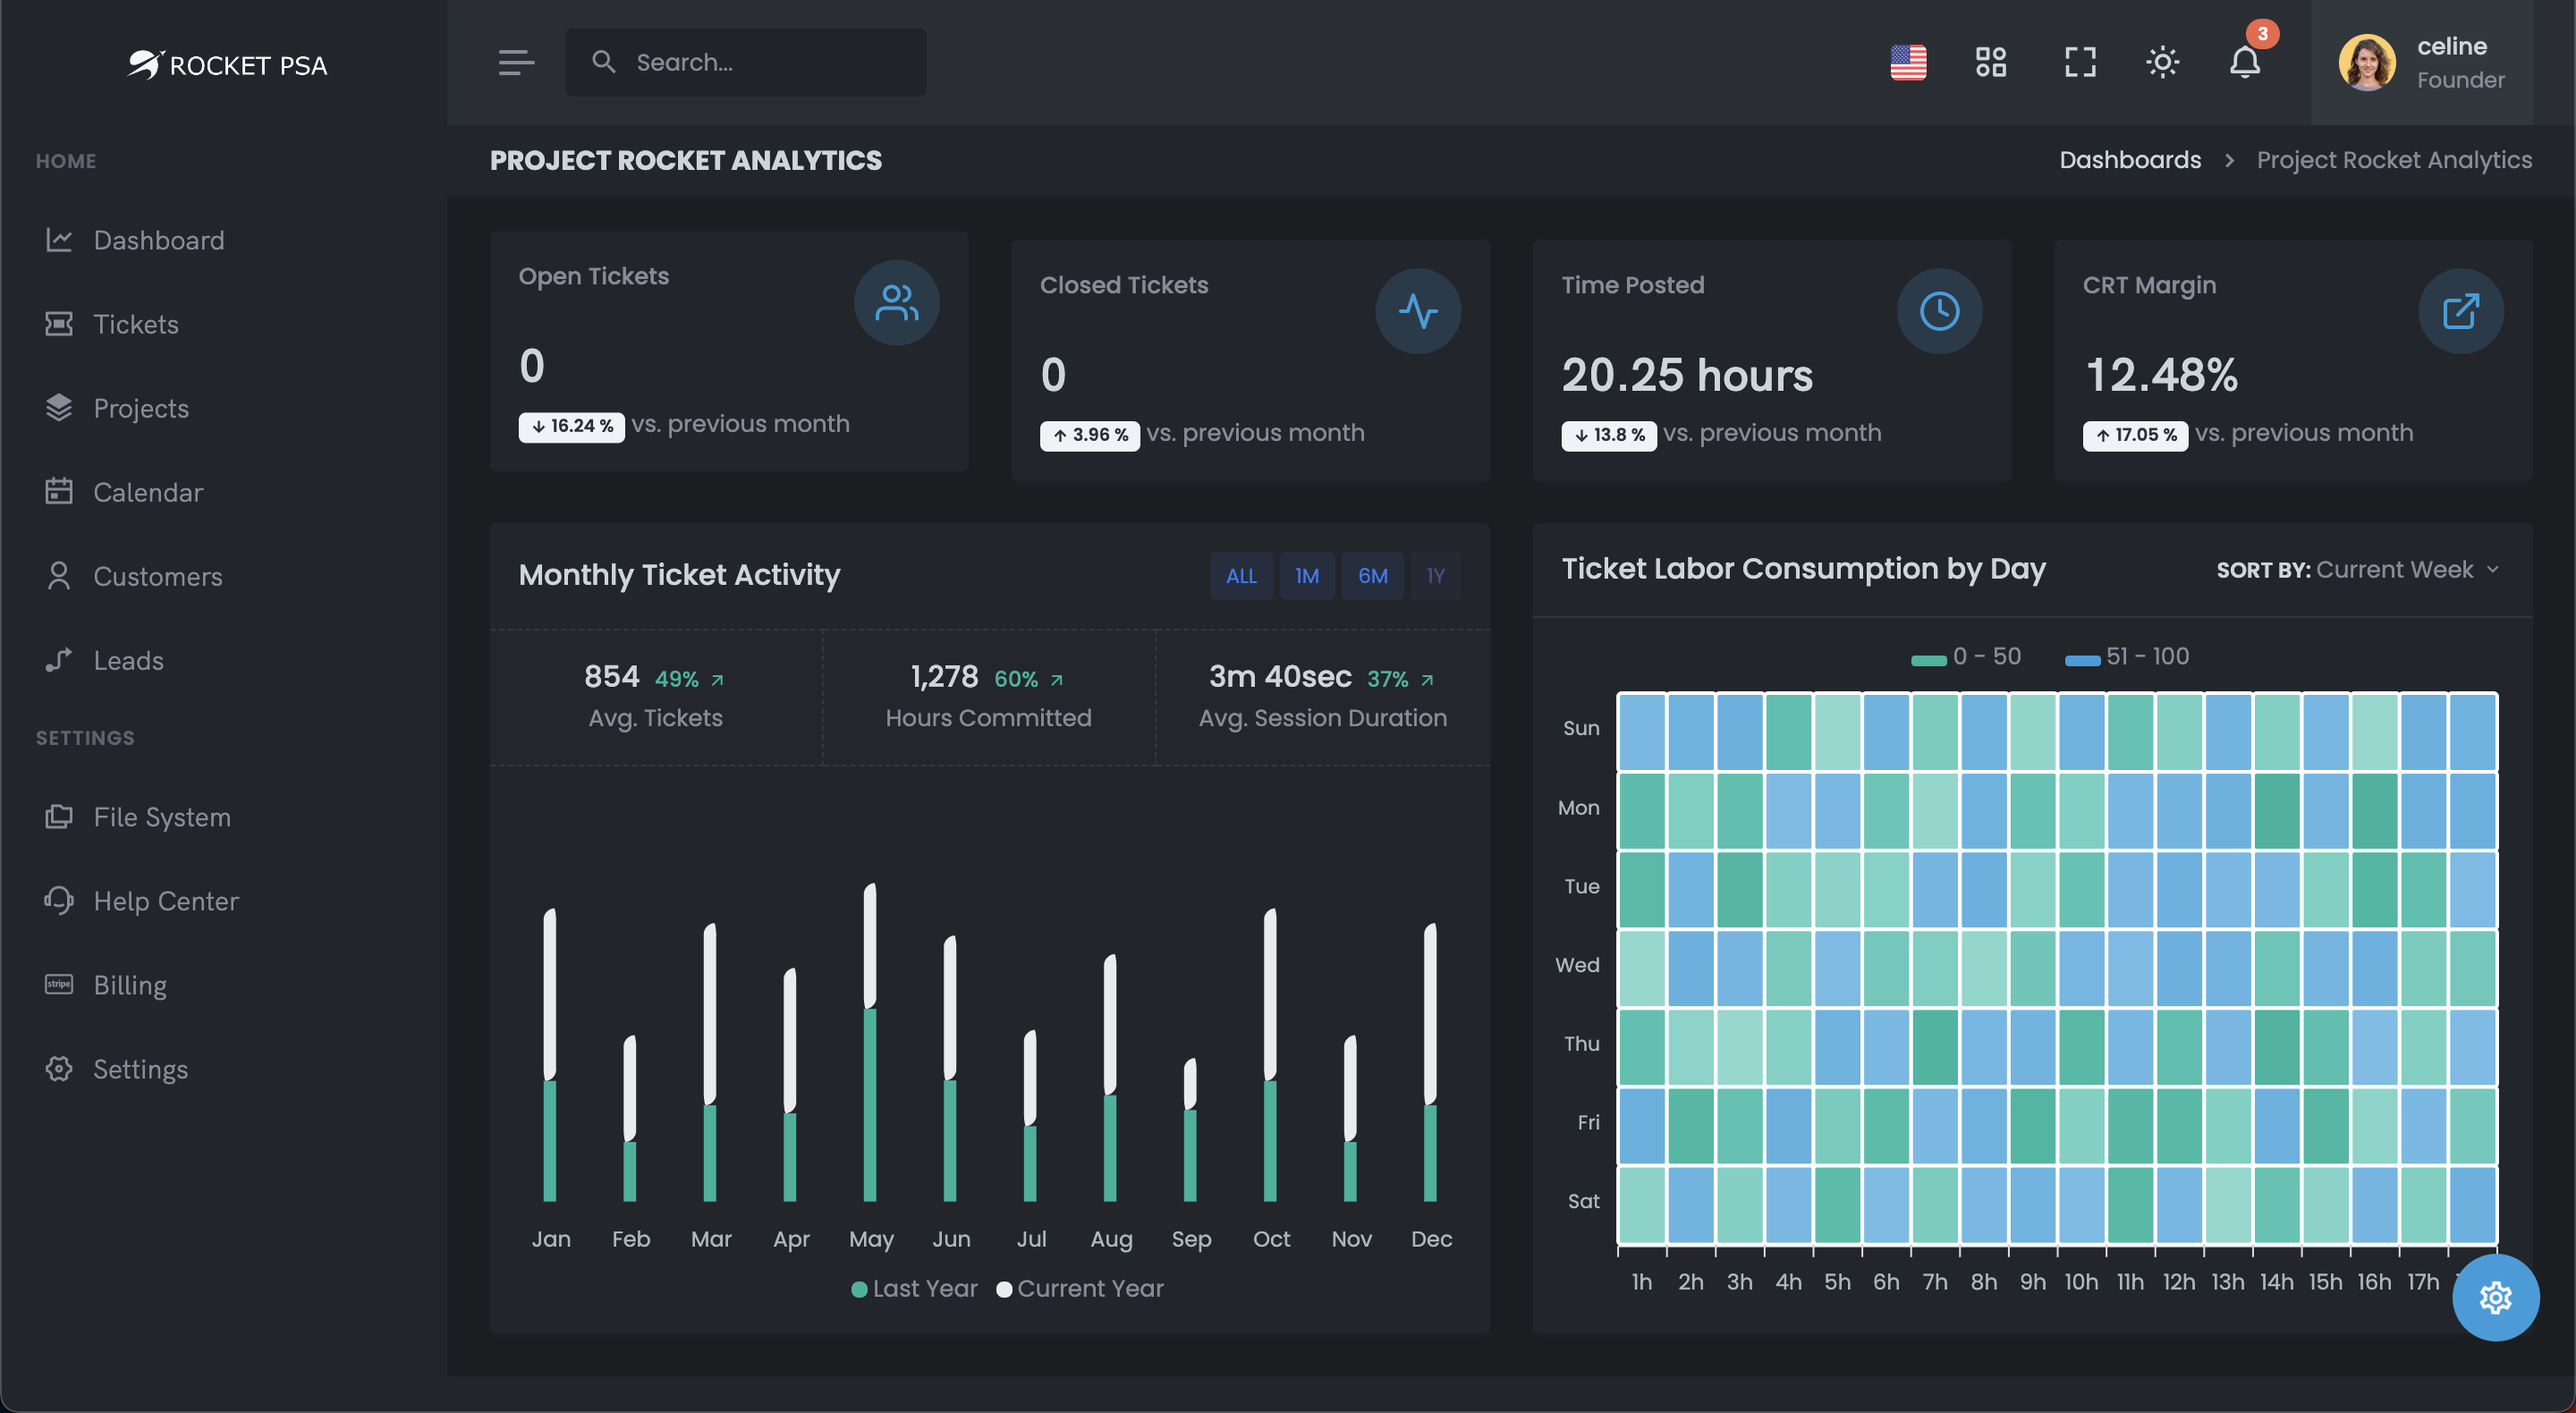 ROCKET PSA
Search...
3
celine
Founder
HOME
Dashboard
Tickets
Projects
Calendar
Customers
Leads
SETTINGS
File System
Help Center
stripe
Billing
Settings
PROJECT ROCKET ANALYTICS
Dashboards > Project Rocket Analytics
Open Tickets
0
↓ 16.24 % vs. previous month
Closed Tickets
0
↑ 3.96 % vs. previous month
Time Posted
20.25 hours
↓ 13.8 % vs. previous month
CRT Margin
12.48%
↑ 17.05 % vs. previous month
Monthly Ticket Activity
ALL 1M 6M 1Y
854 49% ↗
Avg. Tickets
1,278 60% ↗
Hours Committed
3m 40sec 37% ↗
Avg. Session Duration
Jan Feb Mar Apr May Jun Jul Aug Sep Oct Nov Dec
Last Year Current Year
Ticket Labor Consumption by Day
SORT BY: Current Week
0 - 50 51 - 100
Sun
Mon
Tue
Wed
Thu
Fri
Sat
1h 2h 3h 4h 5h 6h 7h 8h 9h 10h 11h 12h 13h 14h 15h 16h 17h